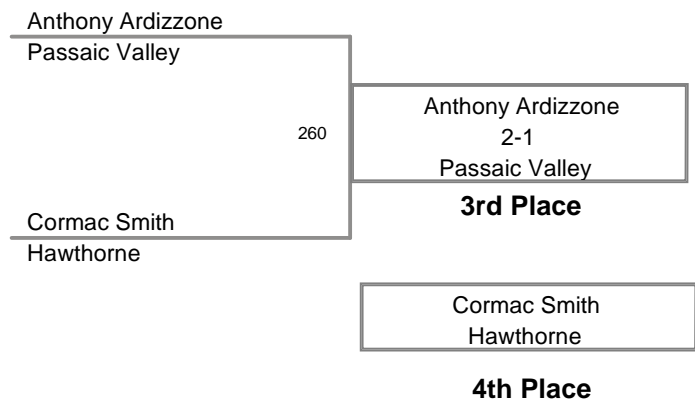 Anthony Ardizzone
Passaic Valley
260
Anthony Ardizzone
2-1
Passaic Valley
3rd Place
Cormac Smith
Hawthorne
Cormac Smith
Hawthorne
4th Place